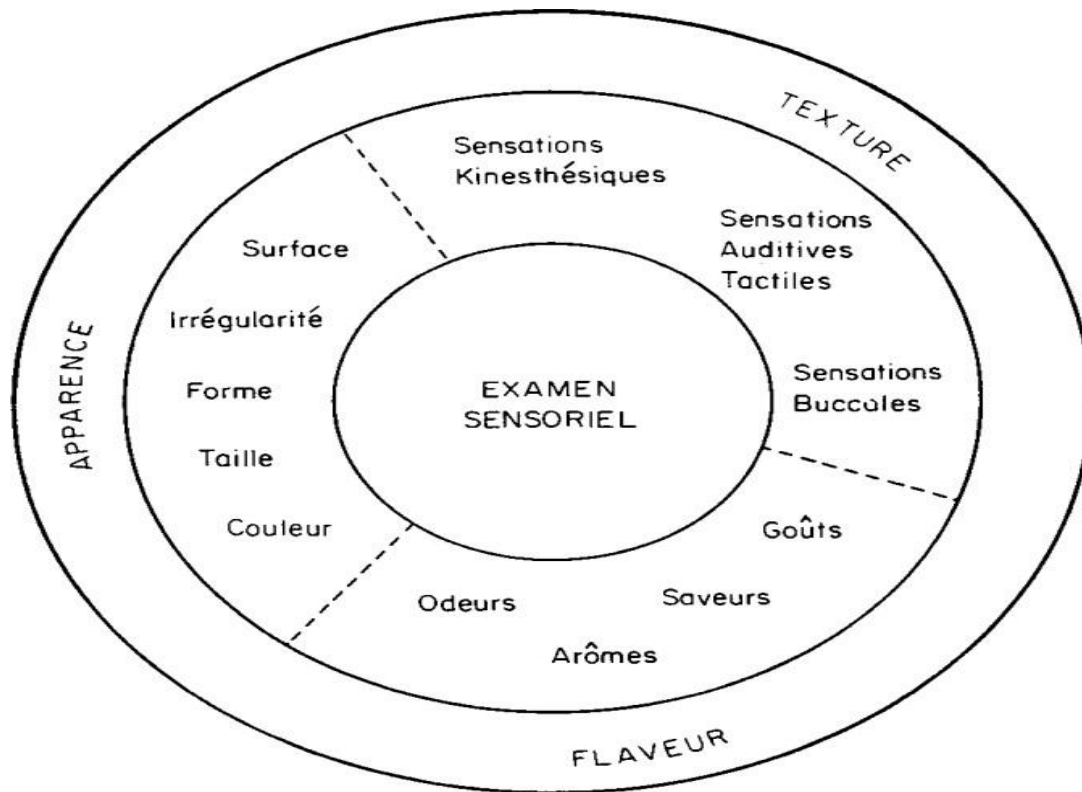 TEXTURE
Sensations
Kinesthésiques
Sensations
Auditives
Tactiles
Sensations
Buccales
APPARENCE
Surface
Irrégularité
Forme
Taille
Couleur
EXAMEN
SENSORIEL
Goûts
Saveurs
Odeurs
Arômes
FLAVEUR